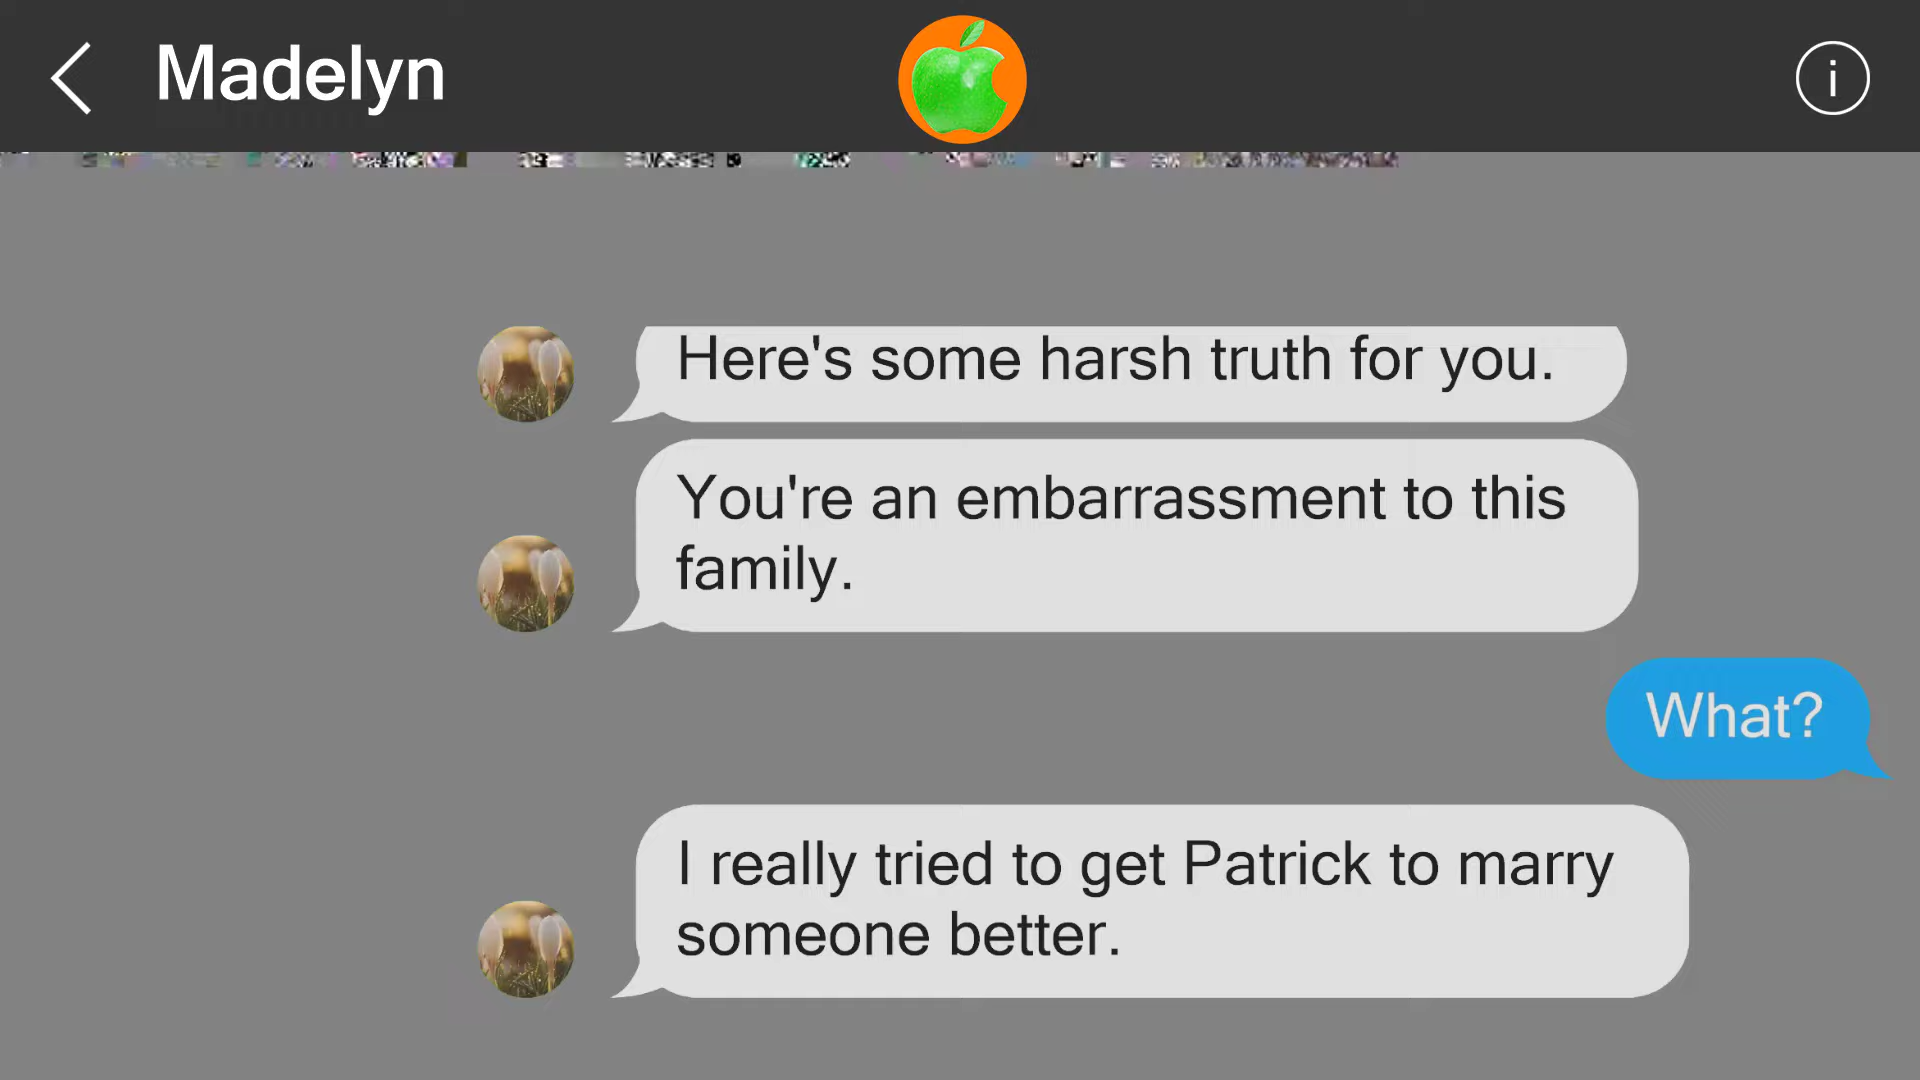 Madelyn
i
Here's some harsh truth for you.
You're an embarrassment to this
family.
What?
I really tried to get Patrick to marry
someone better.